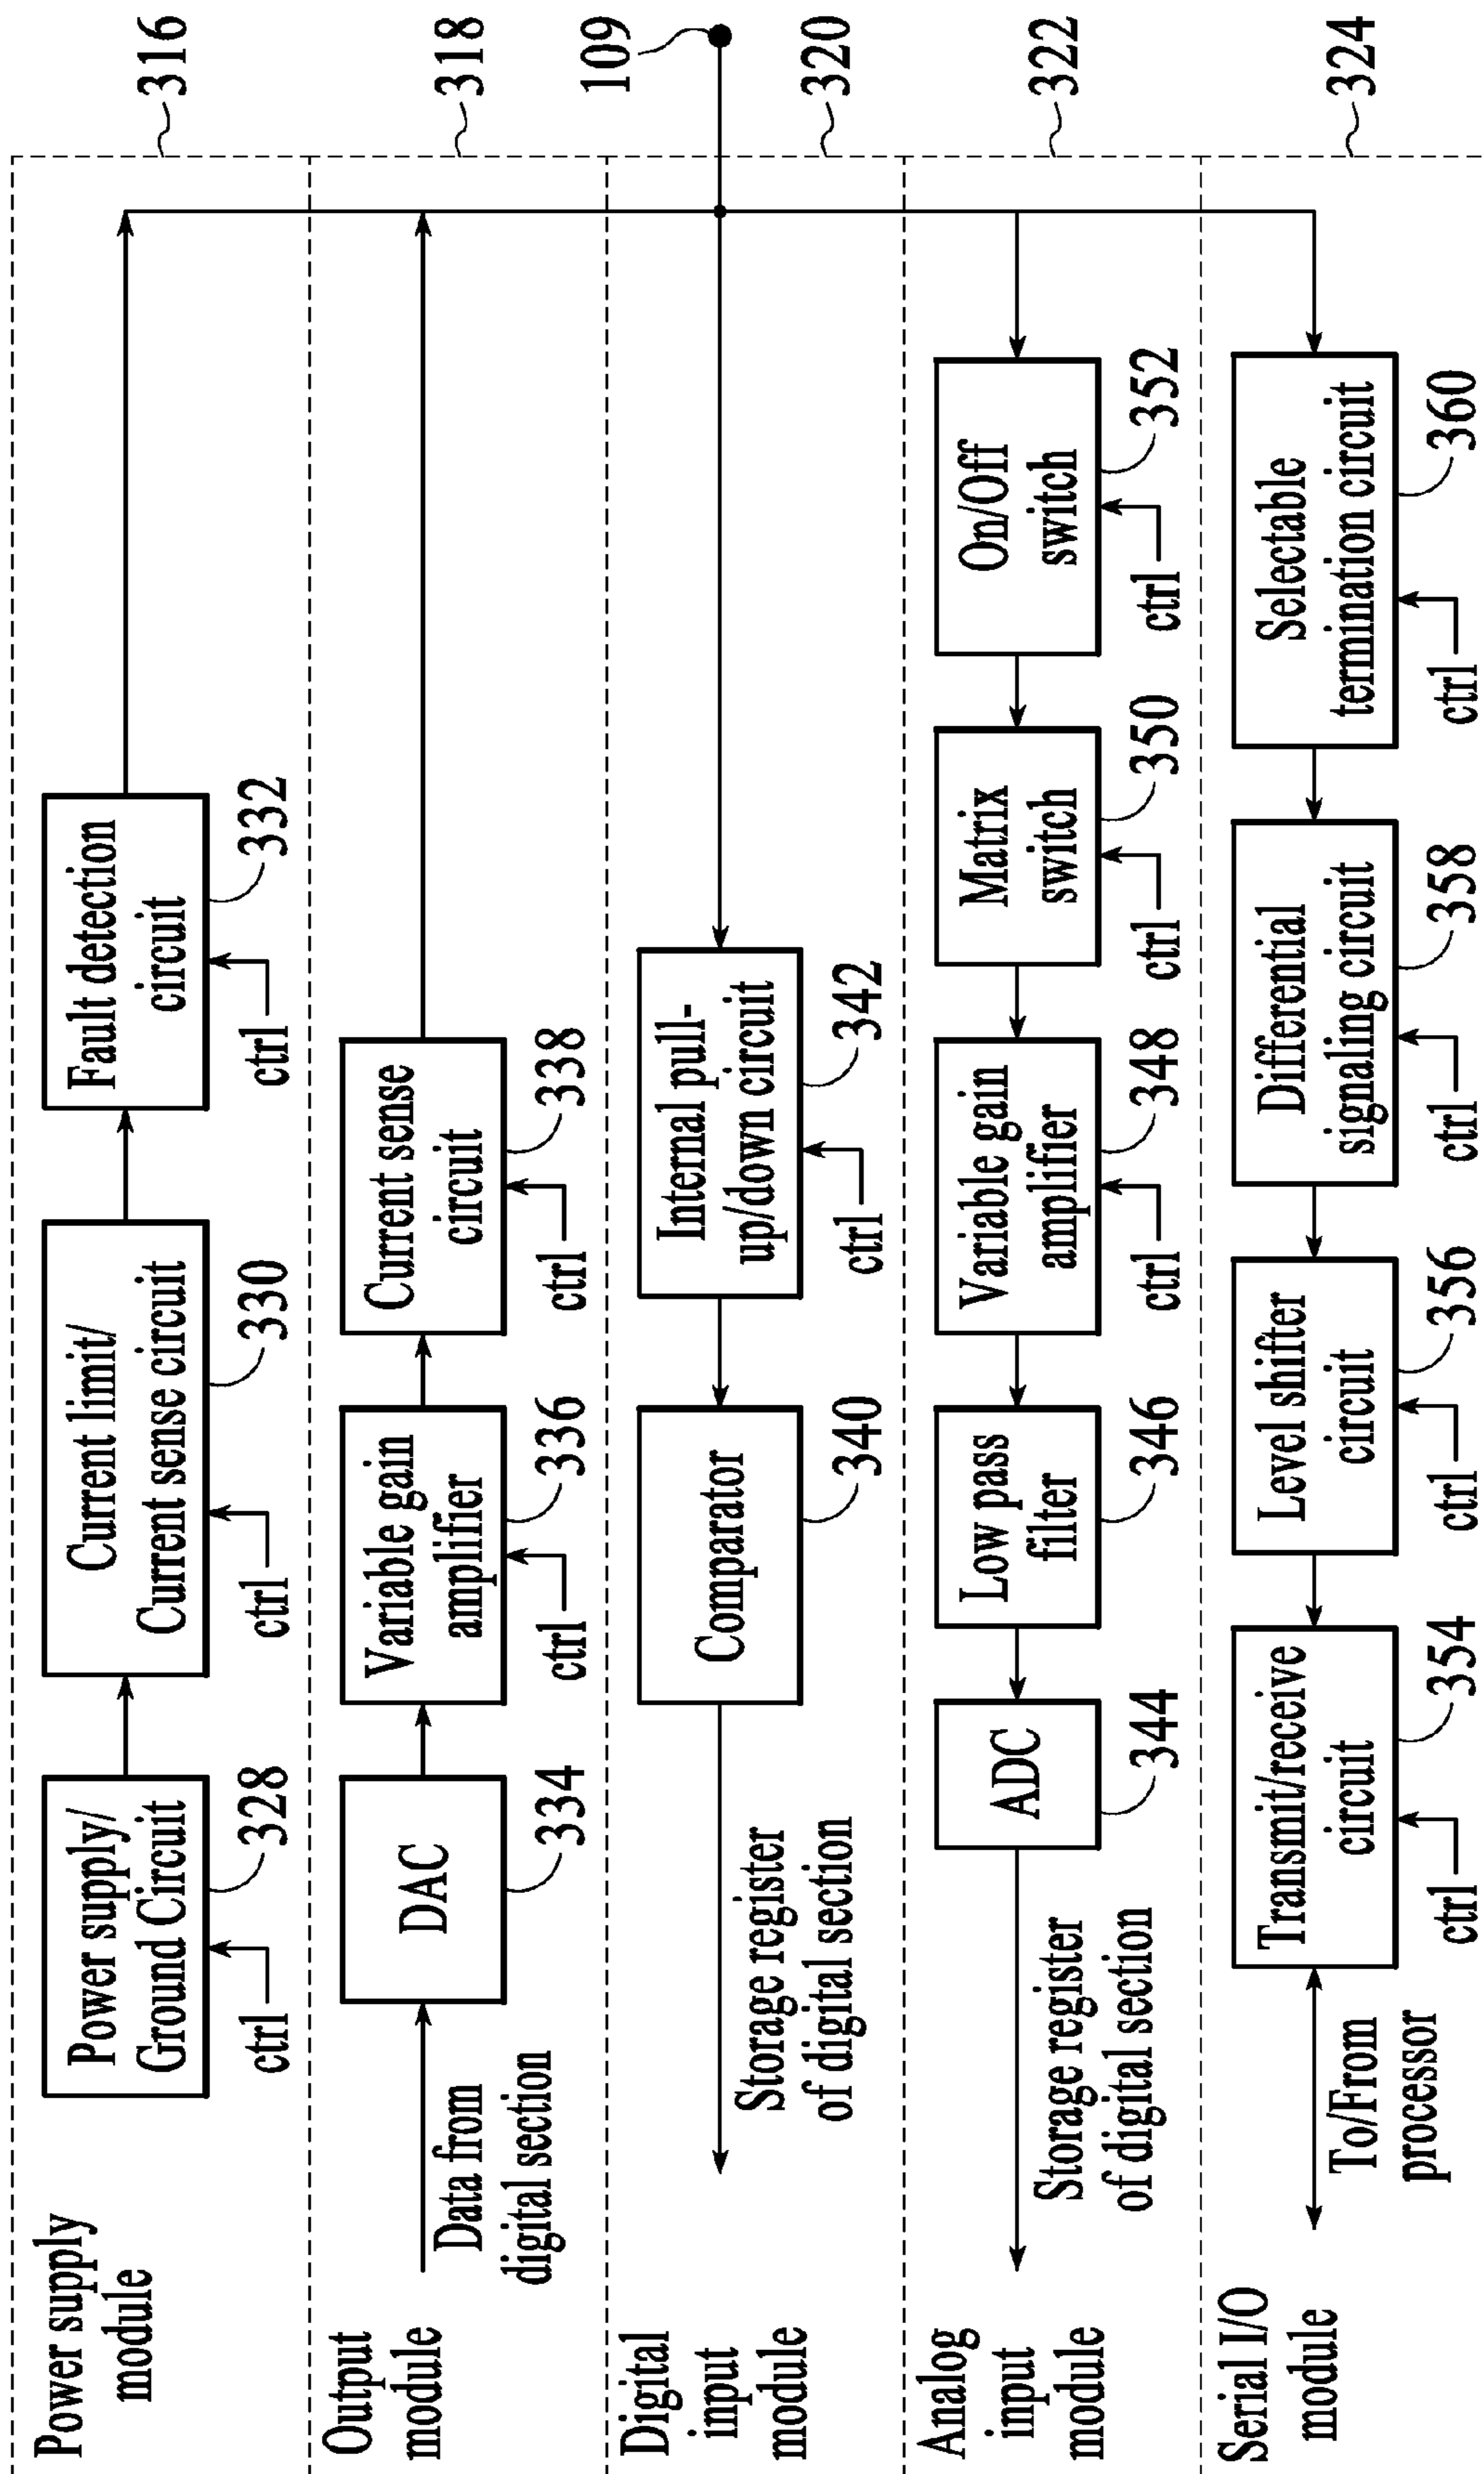 Power supply
module
Power supply/
Ground Circuit
328
ctrl
Current limit/
Current sense circuit
330
ctrl
Fault detection
circuit
332
ctrl
316
Output
module
Data from
digital section
DAC
334
Variable gain
amplifier
336
ctrl
Current sense
circuit
338
ctrl
318
Digital
input
module
Storage register
of digital section
Comparator
340
Internal pull-
up/down circuit
342
ctrl
109
320
Analog
input
module
Storage register
of digital section
ADC
344
Low pass
filter
346
Variable gain
amplifier
348
ctrl
Matrix
switch
350
ctrl
On/Off
switch
352
ctrl
322
Serial I/O
module
To/From
processor
Transmit/receive
circuit
354
ctrl
Level shifter
circuit
356
ctrl
Differential
signaling circuit
358
ctrl
Selectable
termination circuit
360
ctrl
324